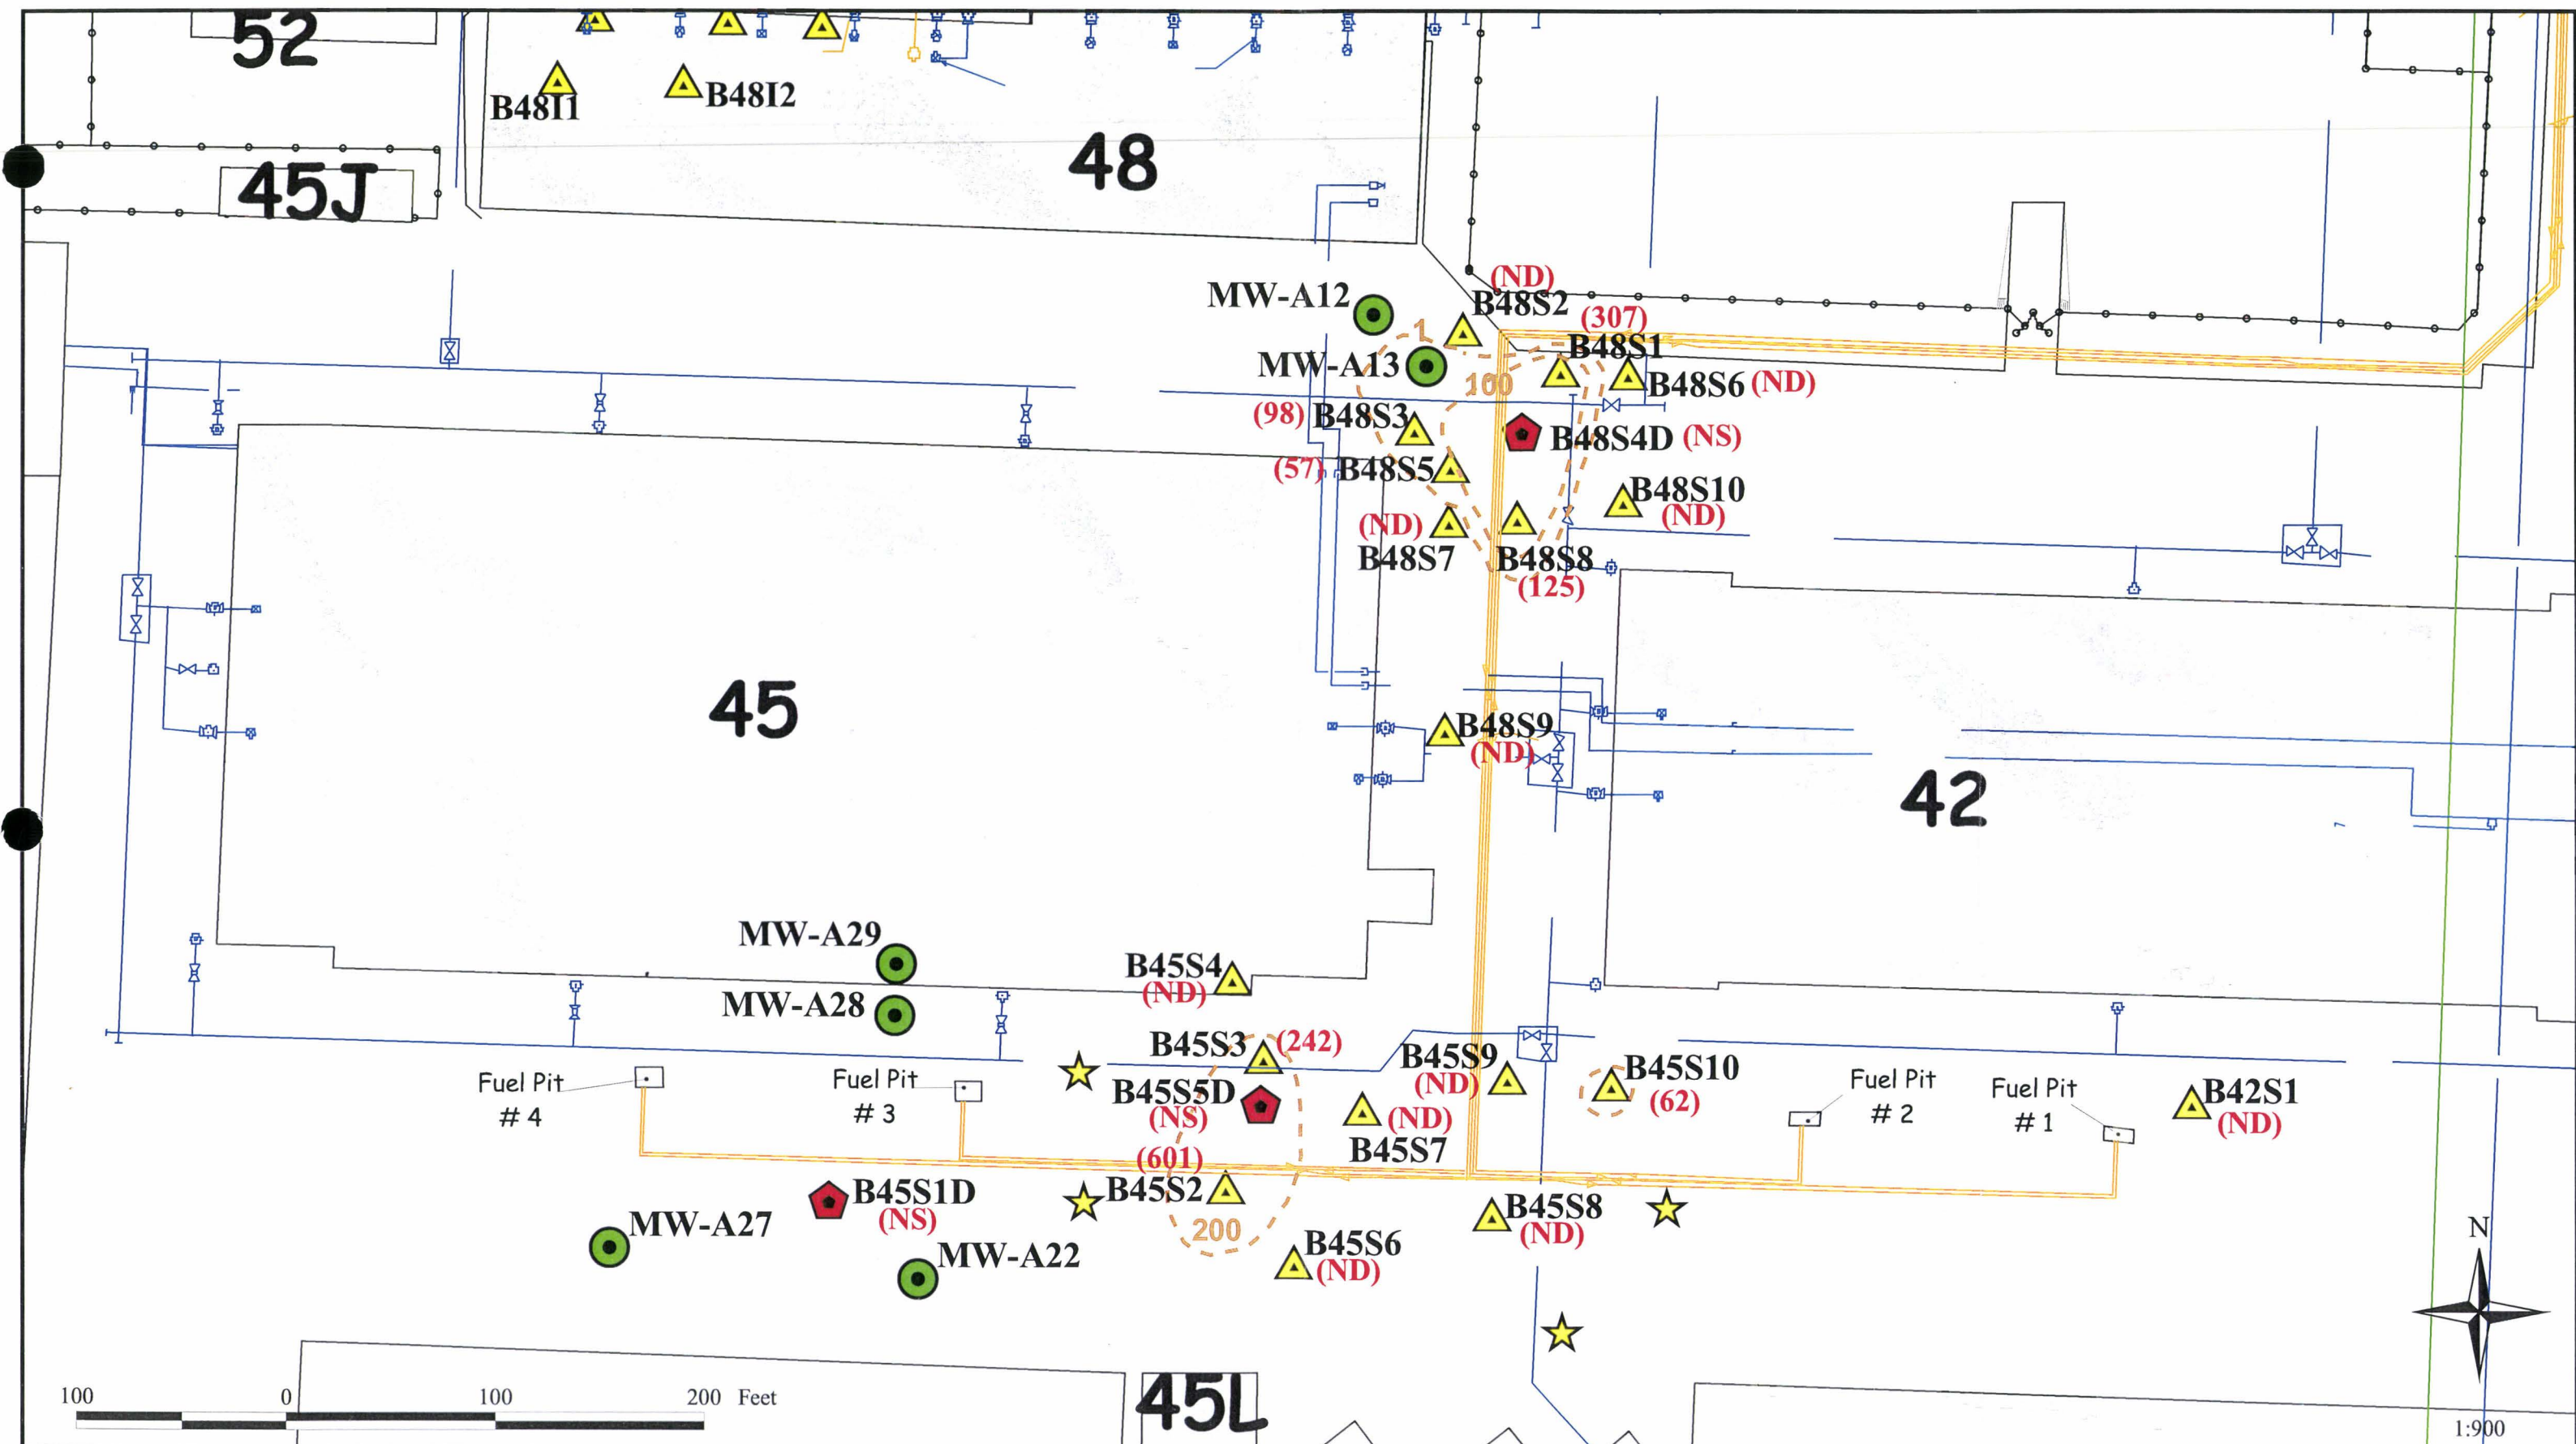 52
B48I1
B48I2
48
45J
MW-A12
(ND)
B48S2
(307)
1
B48S1
MW-A13
100
B48S6 (ND)
(98) B48S3
B48S4D (NS)
(57) B48S5
B48S10
(ND)
(ND)
B48S7
B48S8
(125)
45
B48S9
(ND)
42
MW-A29
B45S4
(ND)
MW-A28
B45S3 (242)
B45S9
(ND)
B45S10
(62)
Fuel Pit
# 4
Fuel Pit
# 3
B45S5D
(NS)
(ND)
B45S7
Fuel Pit
# 2
Fuel Pit
# 1
B42S1
(ND)
(601)
B45S1D
(NS)
B45S2
200
B45S8
(ND)
MW-A27
MW-A22
B45S6
(ND)
N
100 0 100 200 Feet
45L
1:900